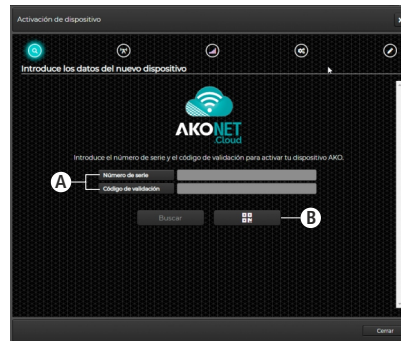 Activación de dispositivo
Introduce los datos del nuevo dispositivo
AKONET
.Cloud
Introduce el número de serie y el código de validación para activar tu dispositivo AKO.
A
Número de serie
Código de validación
Buscar
B
Cerrar